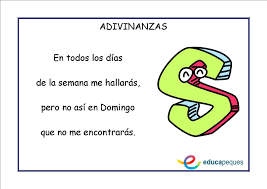 ADIVINANZAS
En todos los días
de la semana me hallarás,
pero no así en Domingo
que no me encontrarás.
S
educapeques